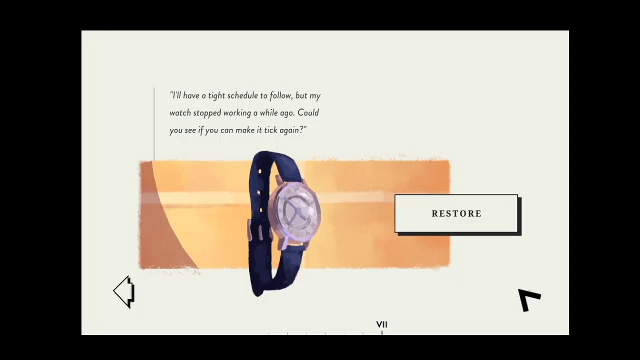 "I'll have a tight schedule to follow, but my
watch stopped working a while ago. Could
you see if you can make it tick again?"
RESTORE
VII